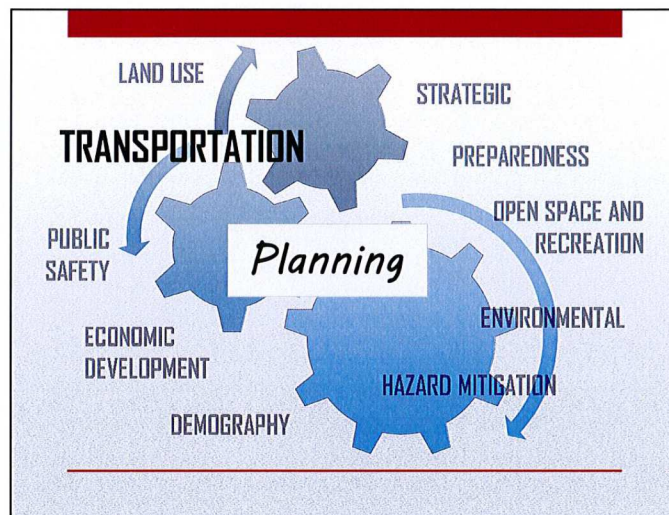 LAND USE
STRATEGIC
TRANSPORTATION
PREPAREDNESS
OPEN SPACE AND
RECREATION
PUBLIC
SAFETY
Planning
ENVIRONMENTAL
ECONOMIC
DEVELOPMENT
HAZARD MITIGATION
DEMOGRAPHY